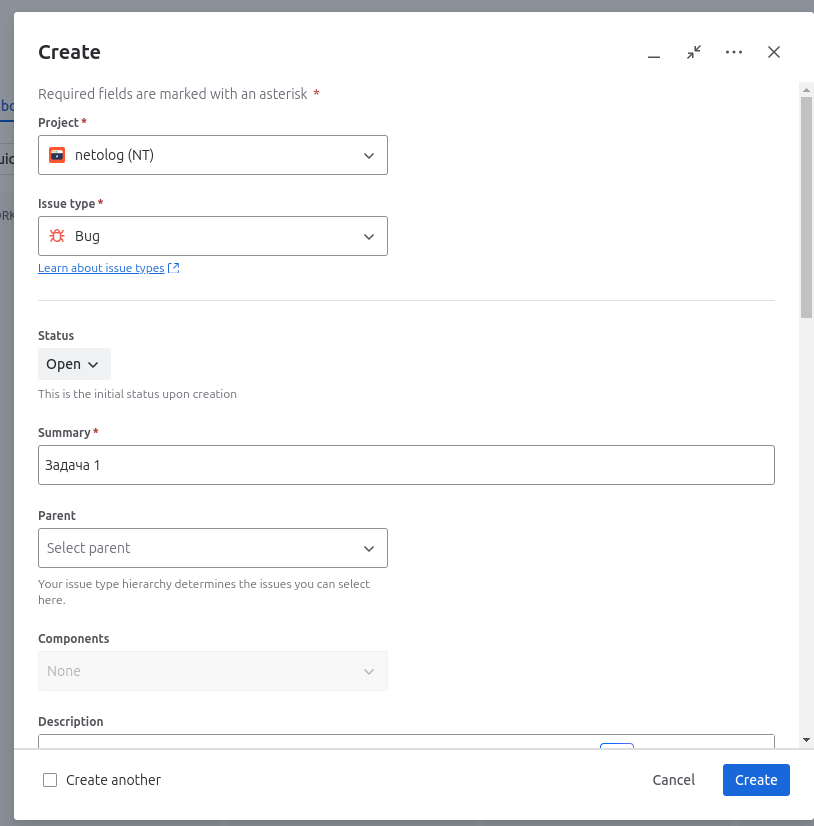 Create
Required fields are marked with an asterisk *
Project *
netolog (NT)
Issue type *
Bug
Learn about issue types
Status
Open
This is the initial status upon creation
Summary *
Задача 1
Parent
Select parent
Your issue type hierarchy determines the issues you can select
here.
Components
None
Description
Create another
Cancel
Create